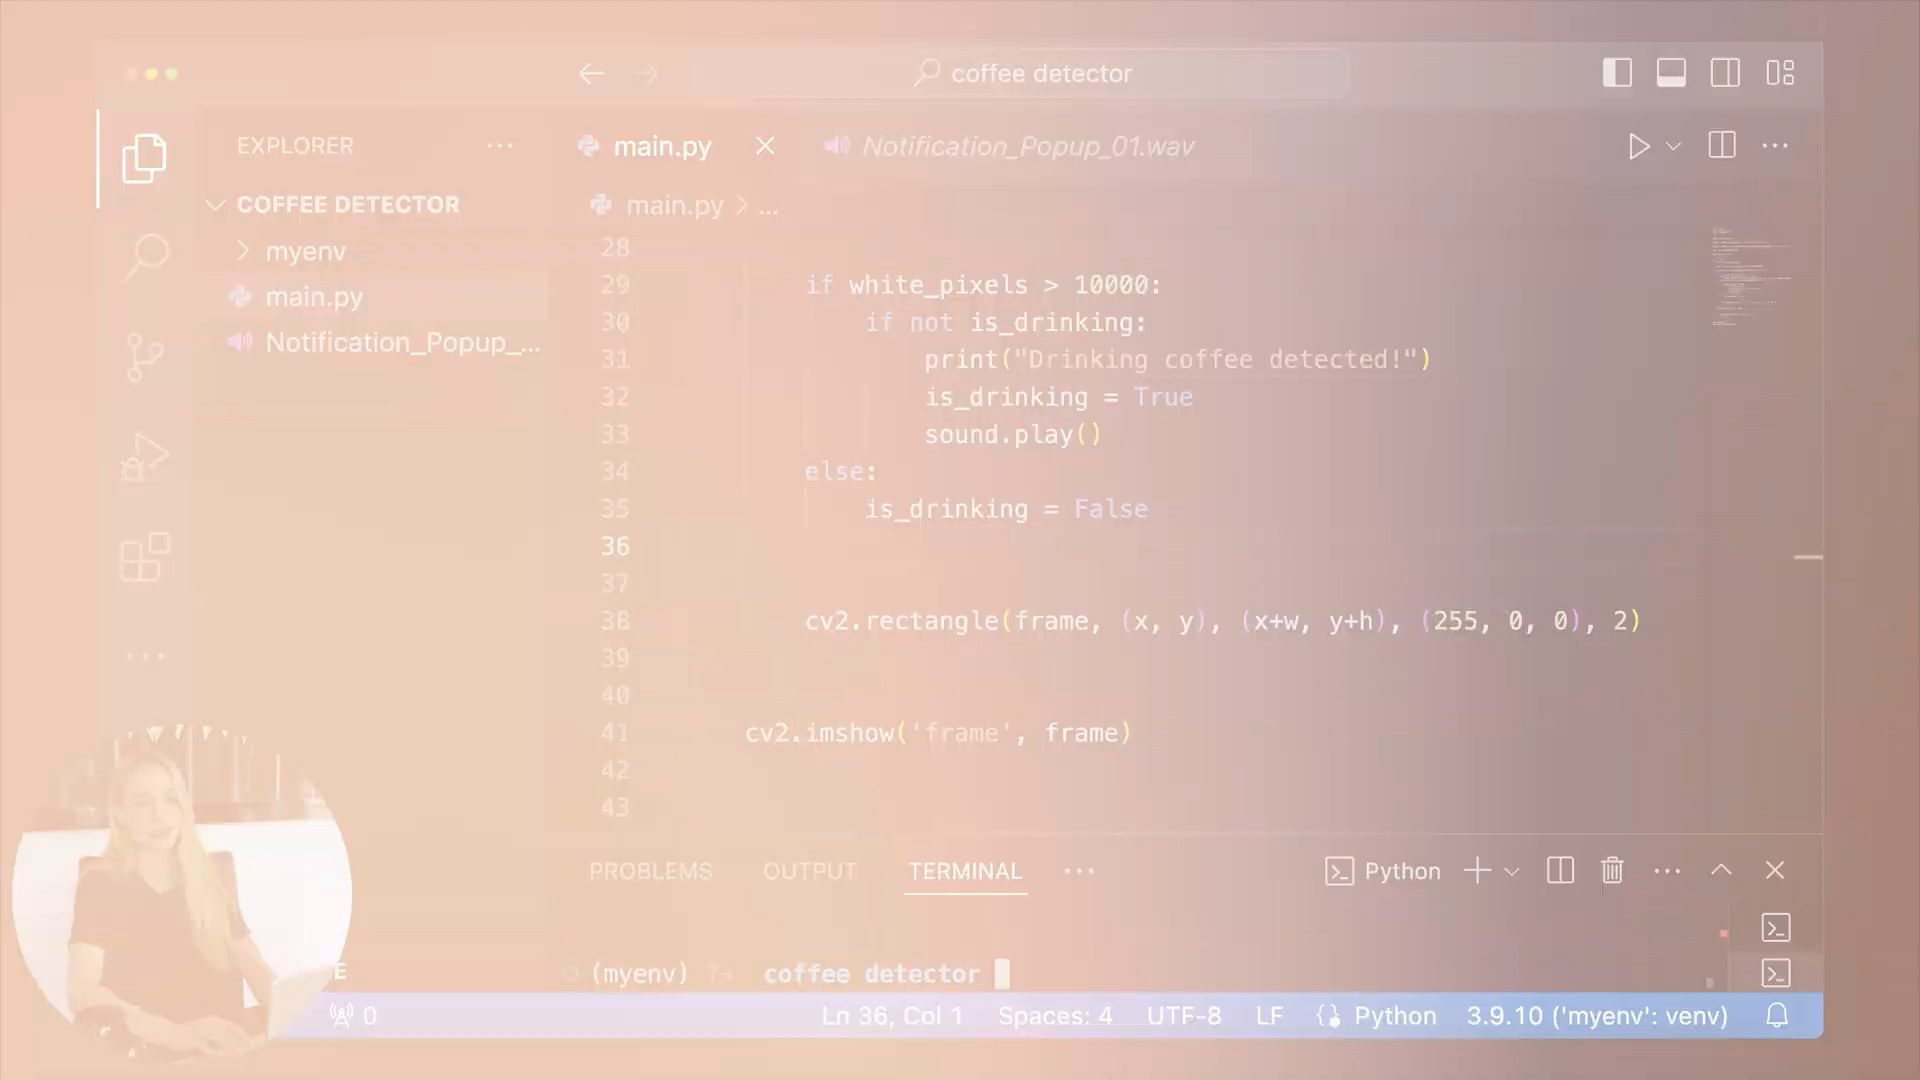 coffee detector
EXPLORER
main.py
Notification_Popup_01.wav
COFFEE DETECTOR
main.py > ...
myenv
main.py
Notification_Popup_...
28
29 if white_pixels > 10000:
30 if not is_drinking:
31 print("Drinking coffee detected!")
32 is_drinking = True
33 sound.play()
34 else:
35 is_drinking = False
36
37
38 cv2.rectangle(frame, (x, y), (x+w, y+h), (255, 0, 0), 2)
39
40
41 cv2.imshow('frame', frame)
42
43
PROBLEMS OUTPUT TERMINAL ...
Python
(myenv) coffee detector
0
Ln 36, Col 1 Spaces: 4 UTF-8 LF Python 3.9.10 ('myenv': venv)